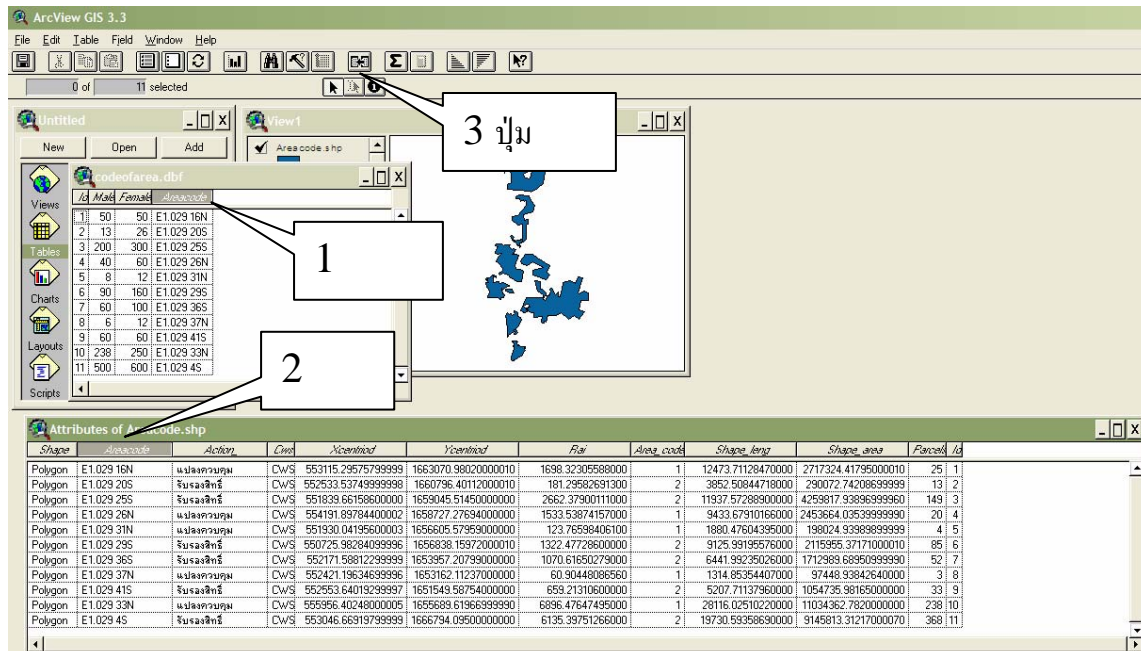 ArcView GIS 3.3
File Edit Table Field Window Help
0 of 11 selected
3 ปุ่ม
Untitled
View1
New Open Add
Areacode.shp
codeofarea.dbf
Id Male Female Areacode
Views
Tables
Charts
Layouts
Scripts
1 50 50 E1.029 16N
2 13 26 E1.029 20S
3 200 300 E1.029 25S
4 40 60 E1.029 26N
5 8 12 E1.029 31N
6 90 160 E1.029 29S
7 60 100 E1.029 36S
8 6 12 E1.029 37N
9 60 60 E1.029 41S
10 238 250 E1.029 33N
11 500 600 E1.029 4S
1
2
Attributes of Areacode.shp
Shape Areacode Action_ Cws Xcentriod Ycentriod Rai Area_code Shape_leng Shape_area Parcels Id
Polygon E1.029 16N แปลงควบคุม CWS 553115.29575799999 1663070.98020000010 1698.32305588000 1 12473.71128470000 2717324.41795000010 25 1
Polygon E1.029 20S รับรองสิทธิ์ CWS 552533.53749999998 1660796.40112000010 181.29582691300 2 3852.50844718000 290072.74208699999 13 2
Polygon E1.029 25S รับรองสิทธิ์ CWS 551839.66158600000 1659045.51450000000 2662.37900111000 2 11937.57288900000 4259817.93896999960 149 3
Polygon E1.029 26N แปลงควบคุม CWS 554191.89784400002 1658727.27694000000 1533.53874157000 1 9433.67910166000 2453664.03539999990 20 4
Polygon E1.029 31N แปลงควบคุม CWS 551930.04195600003 1656605.57959000000 123.76598406100 1 1880.47604395000 198024.93989899999 4 5
Polygon E1.029 29S รับรองสิทธิ์ CWS 550725.98284099996 1656838.15972000010 1322.47728600000 2 9125.99195576000 2115955.37171000010 85 6
Polygon E1.029 36S รับรองสิทธิ์ CWS 552171.58812299999 1653957.20799000000 1070.61650279000 2 6441.99235026000 1712989.68950999990 52 7
Polygon E1.029 37N แปลงควบคุม CWS 552421.19634699996 1653162.11237000000 60.90448086560 1 1314.85354407000 97448.93842640000 3 8
Polygon E1.029 41S รับรองสิทธิ์ CWS 552553.64019299997 1651549.58754000000 659.21310600000 2 5207.71137960000 1054735.98165000000 33 9
Polygon E1.029 33N แปลงควบคุม CWS 555956.40248000005 1655689.61966999990 6896.47647495000 1 28116.02510220000 11034362.7820000000 238 10
Polygon E1.029 4S รับรองสิทธิ์ CWS 553046.66919799999 1666794.09500000000 6135.39751266000 2 19730.59358690000 9145813.31217000070 368 11